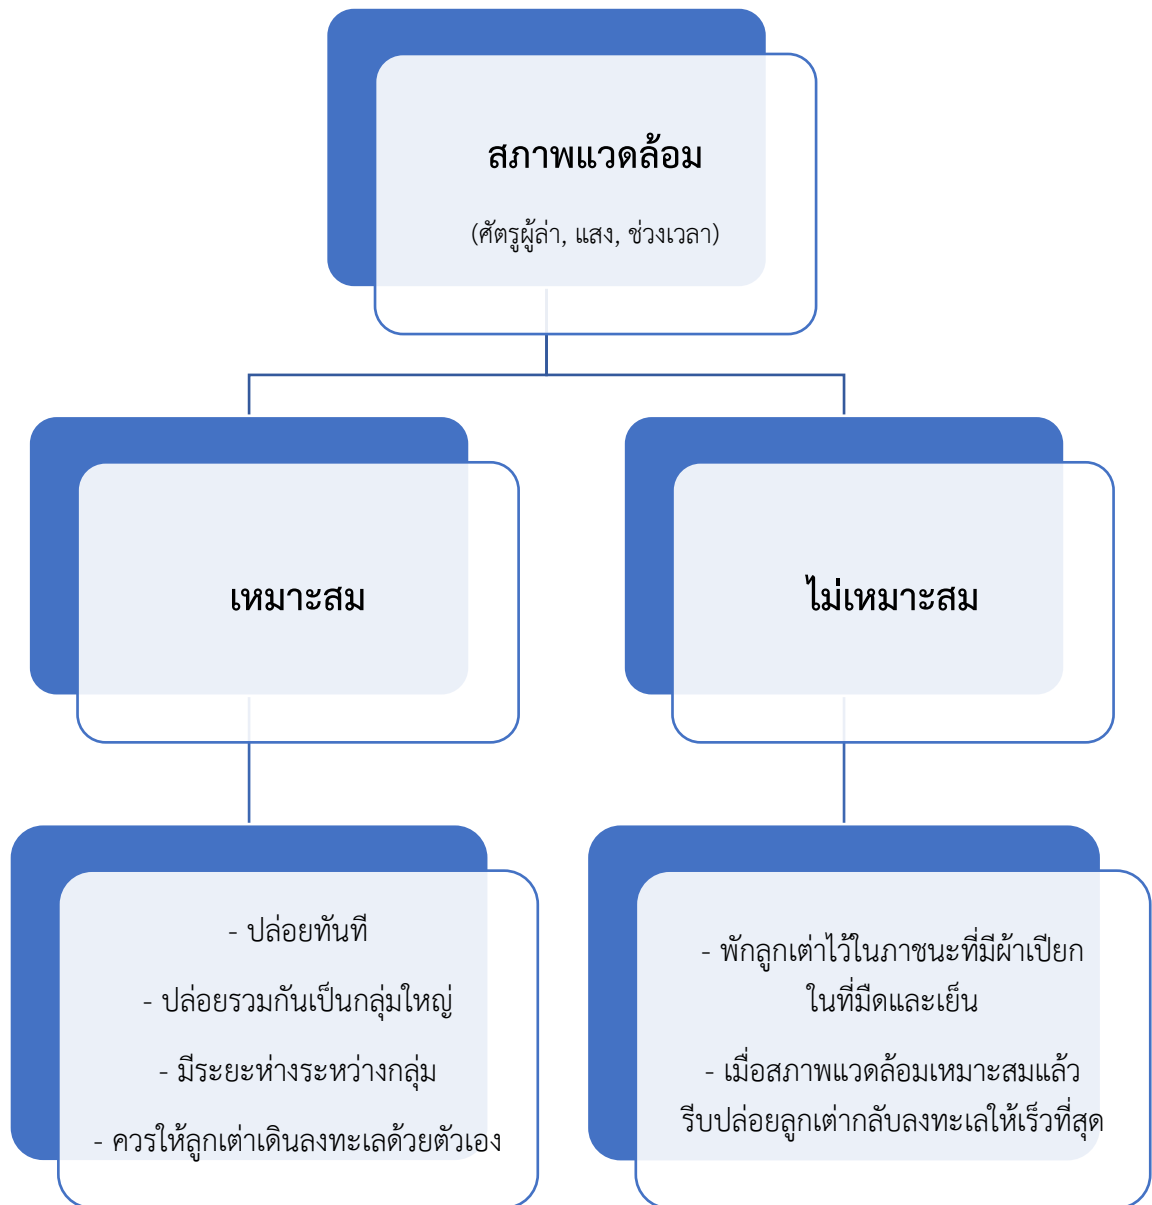 สภาพแวดล้อม
(ศัตรูผู้ล่า, แสง, ช่วงเวลา)
เหมาะสม
ไม่เหมาะสม
- ปล่อยทันที
- ปล่อยรวมกันเป็นกลุ่มใหญ่
- มีระยะห่างระหว่างกลุ่ม
- ควรให้ลูกเต่าเดินลงทะเลด้วยตัวเอง
- พักลูกเต่าไว้ในภาชนะที่มีผ้าเปียก
ในที่มืดและเย็น
- เมื่อสภาพแวดล้อมเหมาะสมแล้ว
รีบปล่อยลูกเต่ากลับลงทะเลให้เร็วที่สุด